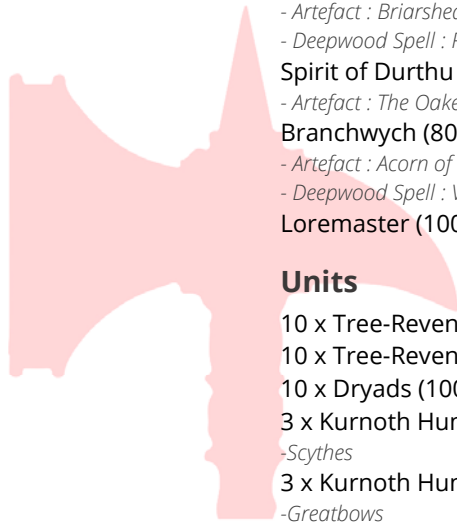 - Artefact : Briarshea
- Deepwood Spell :
Spirit of Durthu
- Artefact : The Oake
Branchwych (80
- Artefact : Acorn of
- Deepwood Spell : V
Loremaster (100
Units
10 x Tree-Reven
10 x Tree-Reven
10 x Dryads (100
3 x Kurnoth Hun
-Scythes
3 x Kurnoth Hun
-Greatbows